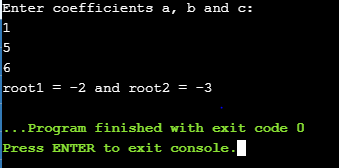 Enter coefficients a, b and c:
1
5
6
root1 = -2 and root2 = -3
...Program finished with exit code 0
Press ENTER to exit console.